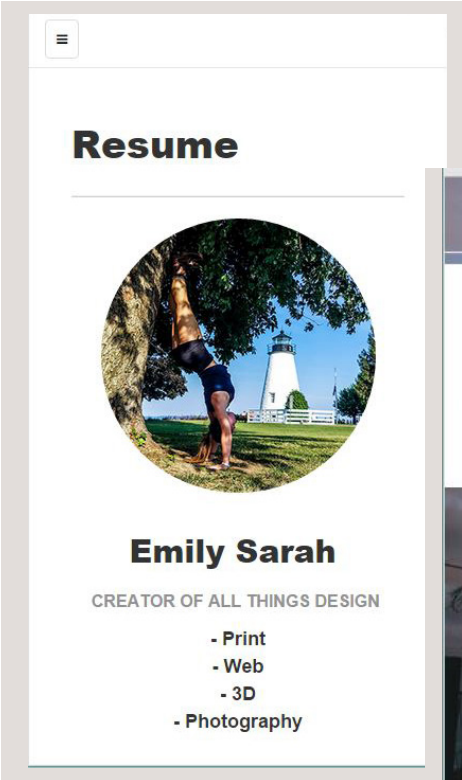 Resume
Emily Sarah
CREATOR OF ALL THINGS DESIGN
- Print
- Web
- 3D
- Photography